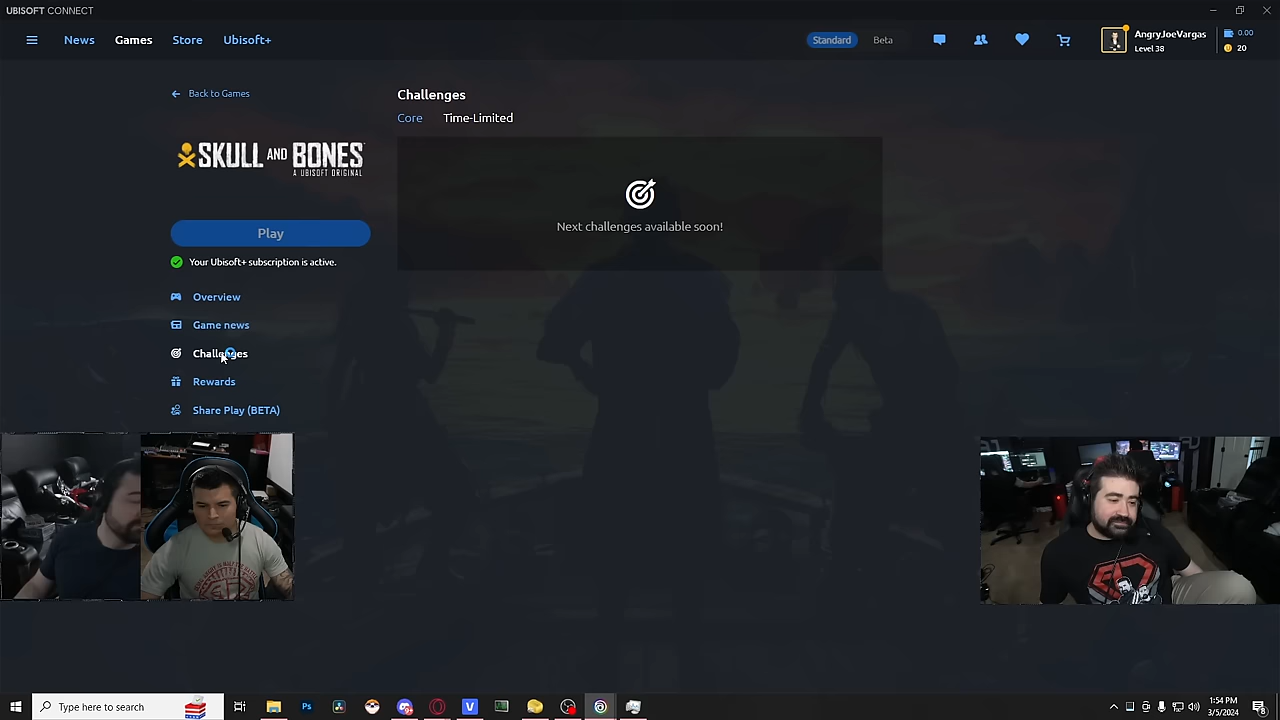 UBISOFT CONNECT
News
Games
Store
Ubisoft+
Standard
Beta
AngryJoeVargas
Level 38
0.00
20
Back to Games
SKULL AND BONES
A UBISOFT ORIGINAL
Play
Your Ubisoft+ subscription is active.
Overview
Game news
Challenges
Rewards
Share Play (BETA)
Challenges
Core
Time-Limited
Next challenges available soon!
Type here to search
Ps
V
1:54 PM
3/5/2024